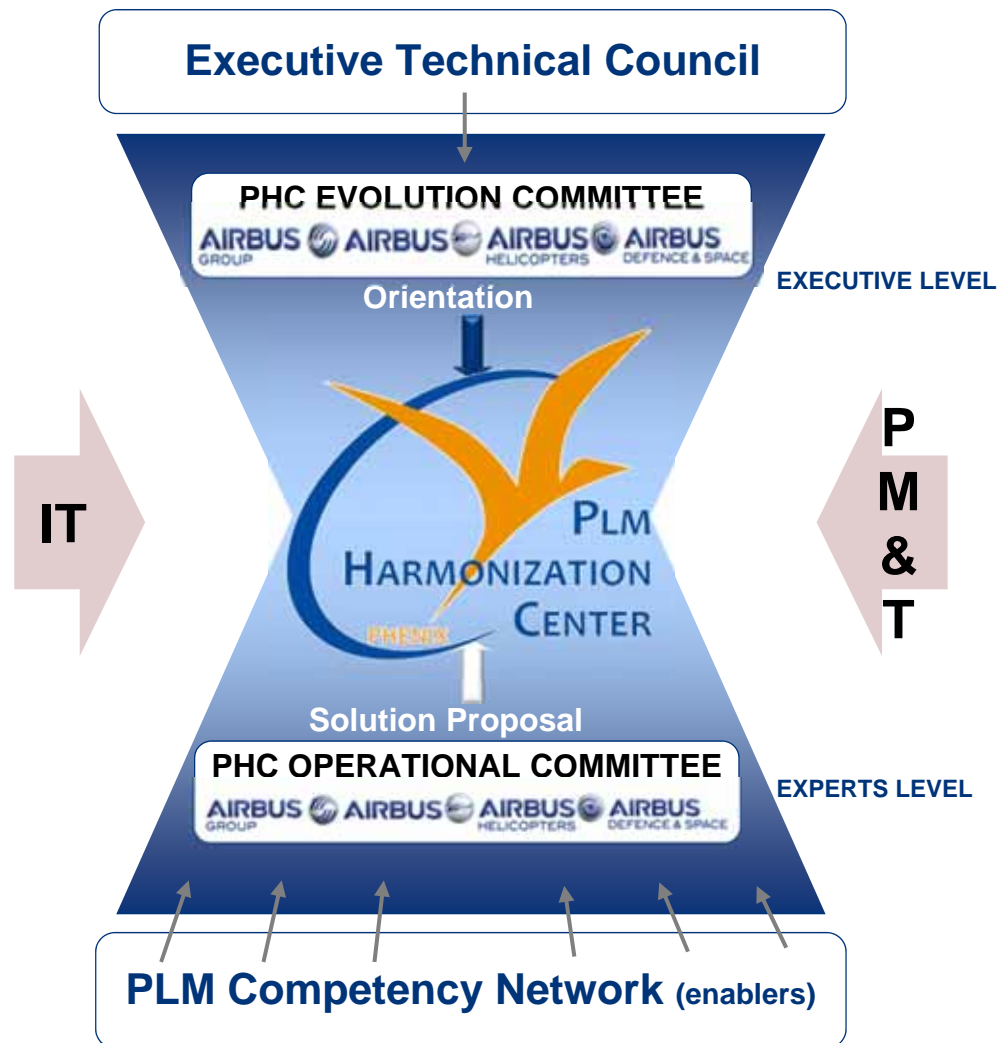 Executive Technical Council
PHC EVOLUTION COMMITTEE
AIRBUS AIRBUS AIRBUS AIRBUS
GROUP HELICOPTERS DEFENCE & SPACE
EXECUTIVE LEVEL
Orientation
IT
P
M
&
T
PLM
HARMONIZATION
CENTER
PHENIX
Solution Proposal
PHC OPERATIONAL COMMITTEE
AIRBUS AIRBUS AIRBUS AIRBUS
GROUP HELICOPTERS DEFENCE & SPACE
EXPERTS LEVEL
PLM Competency Network (enablers)